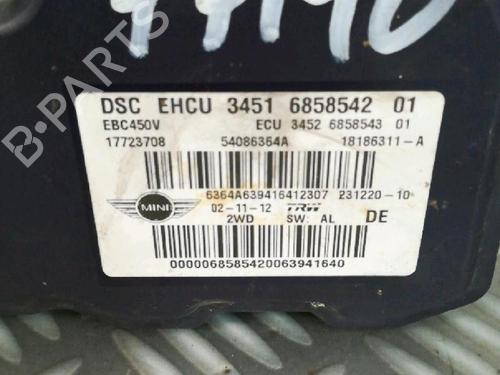 B-PARTS
DSC EHCU 3451 6858542 01
EBC450V ECU 3452 6858543 01
17723708 54086364A 18186311-A
6364A639416412307 231220-10
MINI 02-11-12 TRW DE
2WD SW: AL
0000068585420063941640